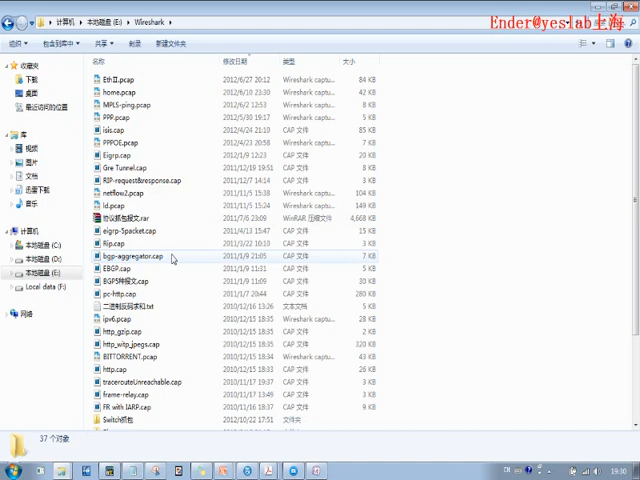 Ender@yeslab上海
计算机 ▸ 本地磁盘 (E:) ▸ Wireshark ▸
组织 包含到库中 共享 刻录 新建文件夹
名称 修改日期 类型 大小
收藏夹
下载
桌面
最近访问的位置
库
视频
图片
文档
迅雷下载
音乐
计算机
本地磁盘 (C:)
本地磁盘 (D:)
本地磁盘 (E:)
Local data (F:)
网络
EthII.pcap 2012/6/27 20:12 Wireshark captu... 84 KB
home.pcap 2012/6/10 23:30 Wireshark captu... 42 KB
MPLS-ping.pcap 2012/6/2 12:53 Wireshark captu... 8 KB
PPP.pcap 2012/5/30 19:17 Wireshark captu... 5 KB
isis.cap 2012/4/24 21:10 CAP 文件 85 KB
PPPOE.pcap 2012/4/23 20:58 Wireshark captu... 7 KB
Eigrp.cap 2012/1/9 12:23 CAP 文件 20 KB
Gre Tunnel.cap 2011/12/19 19:51 CAP 文件 18 KB
RIP-request&response.cap 2011/12/7 14:14 CAP 文件 3 KB
netflow2.pcap 2011/11/5 15:38 Wireshark captu... 104 KB
ld.pcap 2011/11/5 15:24 Wireshark captu... 149 KB
协议抓包报文.rar 2011/7/6 23:09 WinRAR 压缩文件 4,668 KB
eigrp-5packet.cap 2011/4/13 15:47 CAP 文件 15 KB
Rip.cap 2011/3/22 10:10 CAP 文件 3 KB
bgp-aggregator.cap 2011/1/9 21:05 CAP 文件 7 KB
EBGP.cap 2011/1/9 11:31 CAP 文件 5 KB
BGP5种报文.cap 2011/1/9 11:09 CAP 文件 30 KB
pc-http.cap 2011/1/7 20:44 CAP 文件 280 KB
二进制反码求和.txt 2010/12/16 13:26 文本文档 2 KB
ipv6.pcap 2010/12/15 18:35 Wireshark captu... 28 KB
http_gzip.cap 2010/12/15 18:35 CAP 文件 2 KB
http_witp_jpegs.cap 2010/12/15 18:35 CAP 文件 320 KB
BITTORRENT.pcap 2010/12/15 18:34 Wireshark captu... 43 KB
http.cap 2010/12/15 18:33 CAP 文件 26 KB
tracerouteUnreachable.cap 2010/11/17 19:37 CAP 文件 4 KB
frame-relay.cap 2010/11/17 13:49 CAP 文件 4 KB
FR with IARP.cap 2010/11/16 18:37 CAP 文件 9 KB
Switch抓包 2012/10/22 17:51 文件夹
37 个对象
19:30